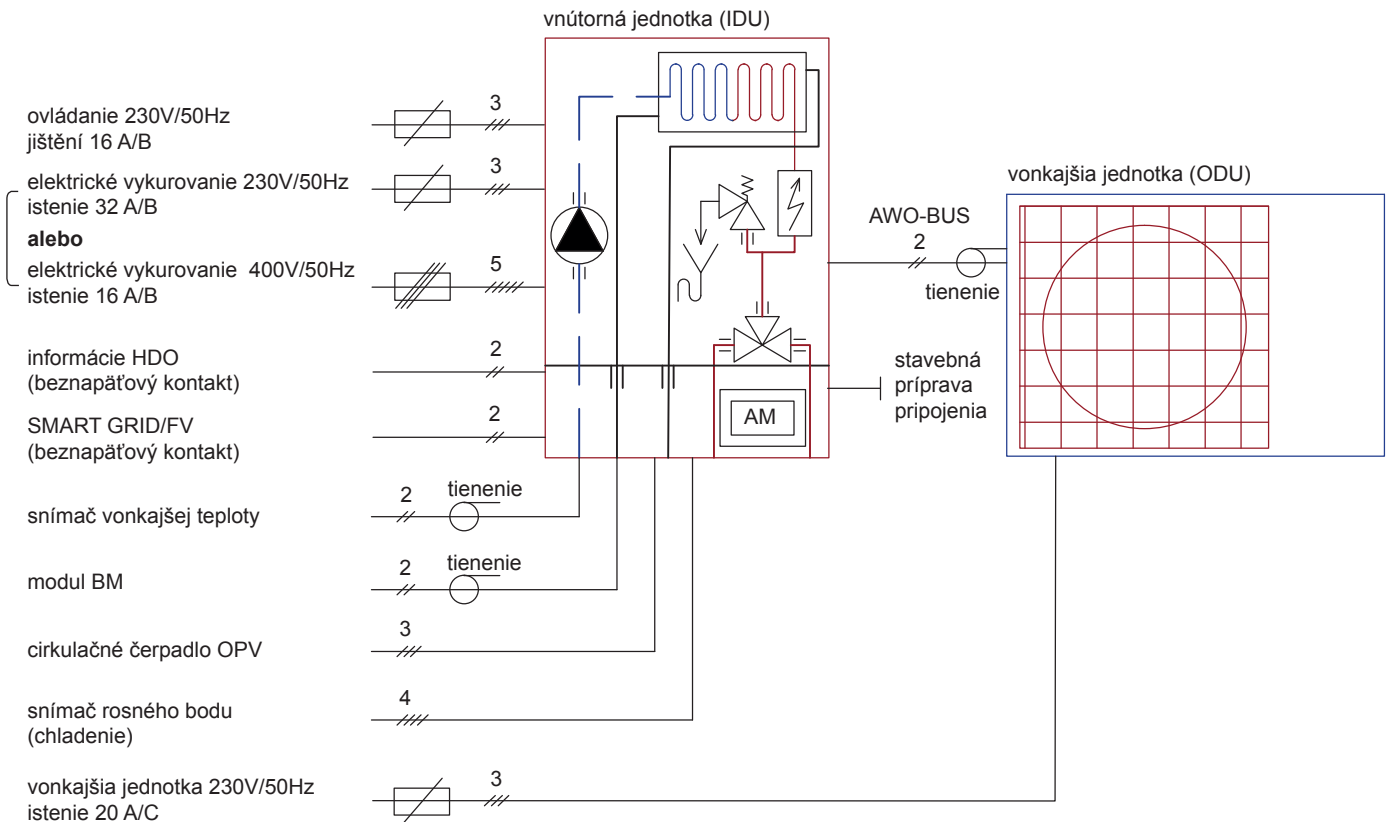 vnútorná jednotka (IDU)
ovládanie 230V/50Hz
jištění 16 A/B
3
elektrické vykurovanie 230V/50Hz
istenie 32 A/B
3
alebo
elektrické vykurovanie 400V/50Hz
istenie 16 A/B
5
informácie HDO
(beznapäťový kontakt)
2
SMART GRID/FV
(beznapäťový kontakt)
2
snímač vonkajšej teploty
2
tienenie
modul BM
2
tienenie
cirkulačné čerpadlo OPV
3
snímač rosného bodu
(chladenie)
4
vonkajšia jednotka 230V/50Hz
istenie 20 A/C
3
AM
AWO-BUS
2
tienenie
stavebná
príprava
pripojenia
vonkajšia jednotka (ODU)